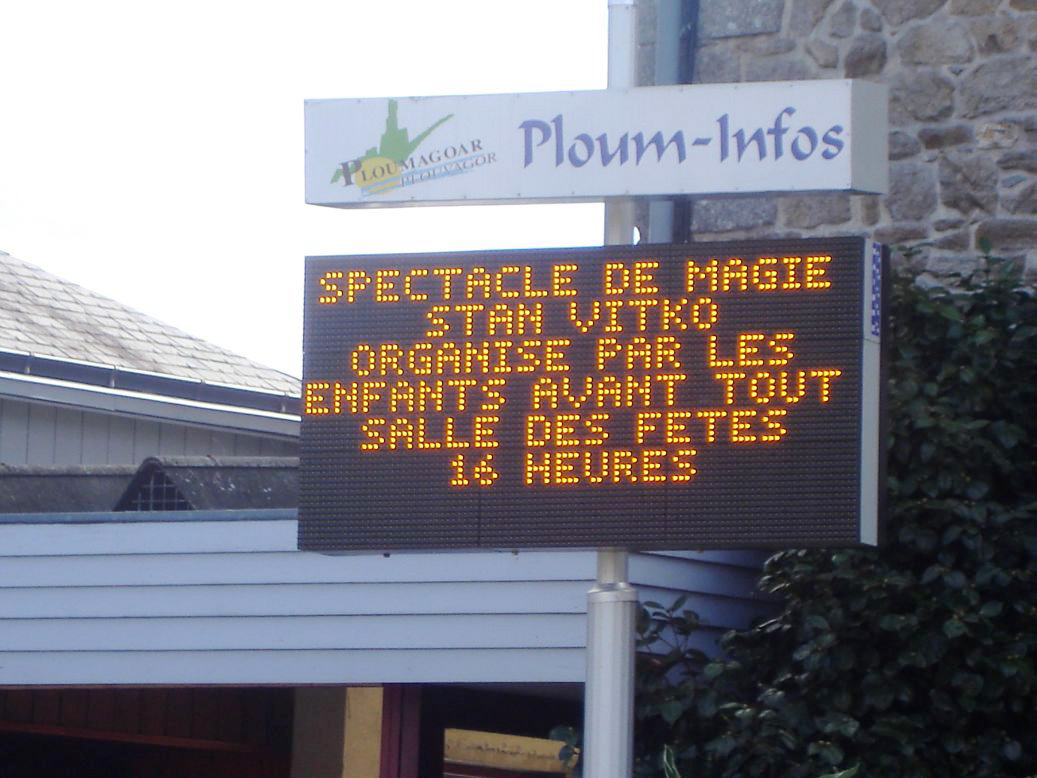 PLOUMAGOAR
PLOUVAGOR
Ploum-Infos
SPECTACLE DE MAGIE
STAN VITKO
ORGANISE PAR LES
ENFANTS AVANT TOUT
SALLE DES FETES
16 HEURES